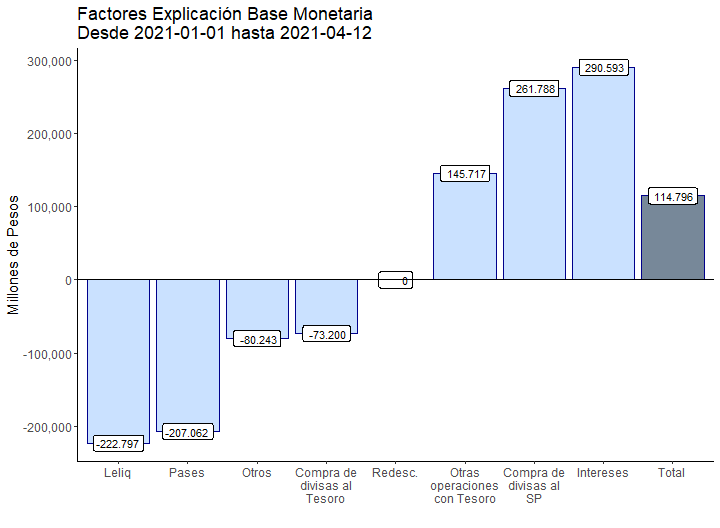 Factores Explicación Base Monetaria
Desde 2021-01-01 hasta 2021-04-12
Millones de Pesos
300,000
200,000
100,000
0
-100,000
-200,000
-222.797
-207.062
-80.243
-73.200
0
145.717
261.788
290.593
114.796
Leliq
Pases
Otros
Compra de
divisas al
Tesoro
Redesc.
Otras
operaciones
con Tesoro
Compra de
divisas al
SP
Intereses
Total